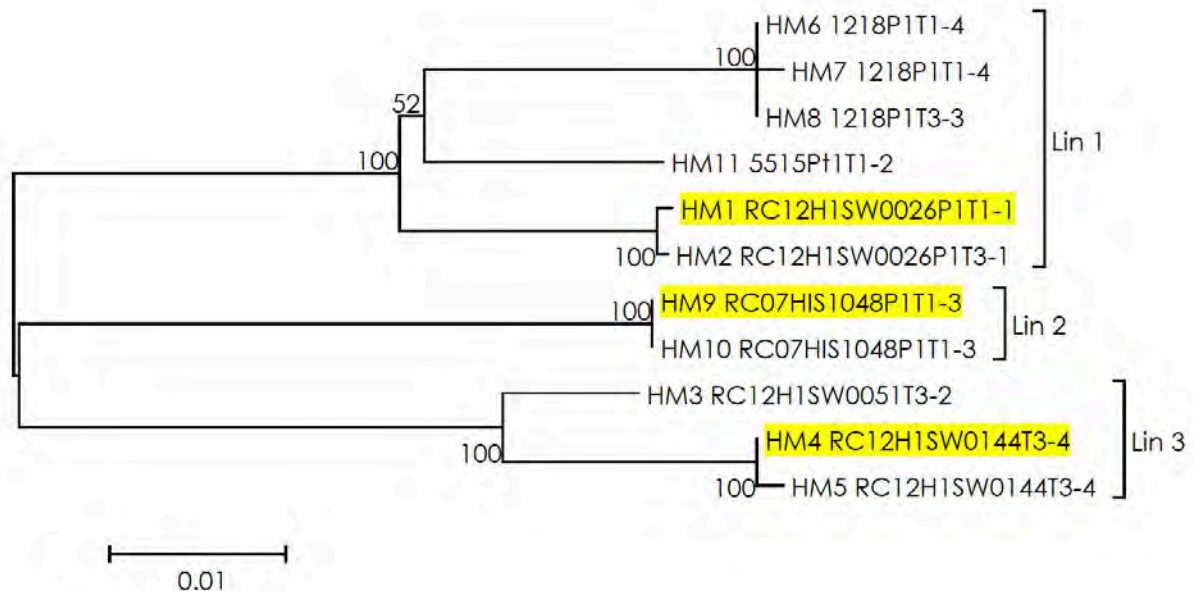 HM6 1218P1T1-4
100
HM7 1218P1T1-4
52
HM8 1218P1T3-3
Lin 1
100
HM11 5515Pt1T1-2
HM1 RC12H1SW0026P1T1-1
100
HM2 RC12H1SW0026P1T3-1
HM9 RC07HIS1048P1T1-3
100
Lin 2
HM10 RC07HIS1048P1T1-3
HM3 RC12H1SW0051T3-2
HM4 RC12H1SW0144T3-4
Lin 3
100
100
HM5 RC12H1SW0144T3-4
0.01